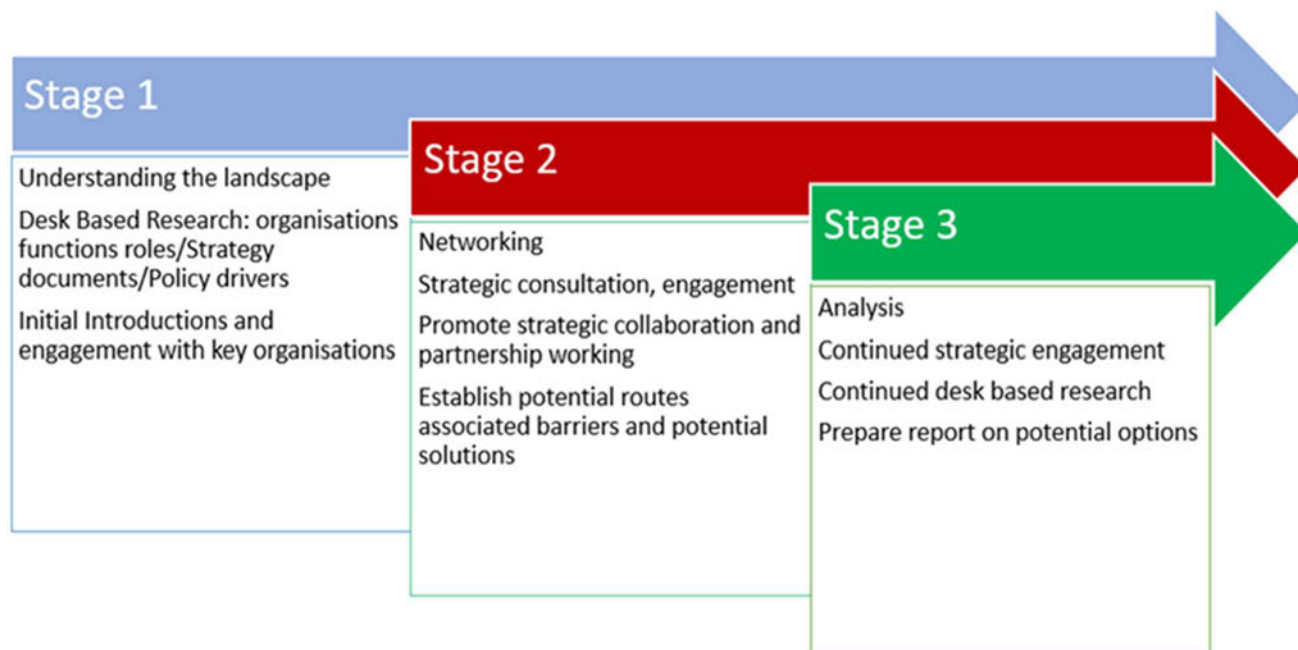 Stage 1
Understanding the landscape
Desk Based Research: organisations
functions roles/Strategy
documents/Policy drivers
Initial Introductions and
engagement with key organisations
Stage 2
Networking
Strategic consultation, engagement
Promote strategic collaboration and
partnership working
Establish potential routes
associated barriers and potential
solutions
Stage 3
Analysis
Continued strategic engagement
Continued desk based research
Prepare report on potential options